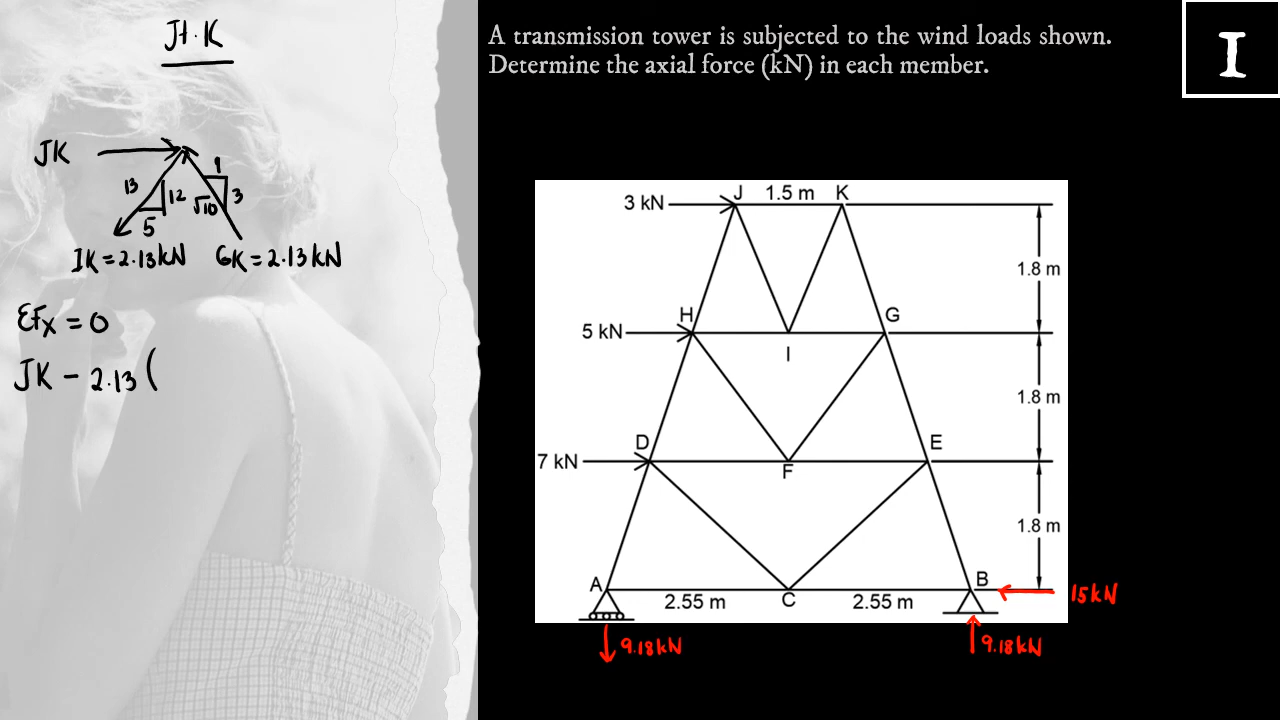 Jt. K
JK
13
12
5
1
3
√10
IK = 2.13kN
GK = 2.13kN
ΣFx = 0
JK - 2.13 (
A transmission tower is subjected to the wind loads shown.
Determine the axial force (kN) in each member.
I
3 kN
J
1.5 m
K
1.8 m
5 kN
H
G
I
1.8 m
7 kN
D
E
F
1.8 m
A
B
2.55 m
C
2.55 m
15kN
9.18kN
9.18kN